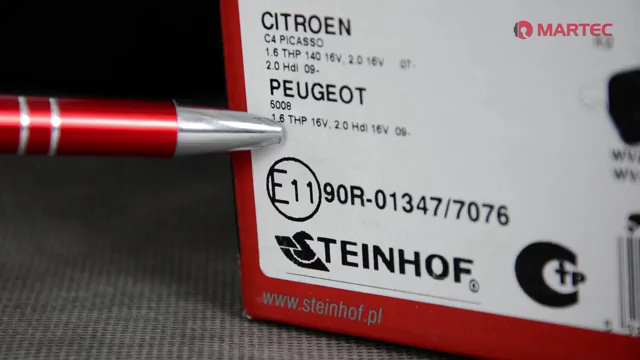 MARTEC
CITROEN
C4 PICASSO
1.6 THP 140 16V, 2.0 16V 07-
2.0 Hdi 09-
PEUGEOT
5008
1.6 THP 16V, 2.0 Hdi 16V 09-
E11 90R-01347/7076
STEINHOF®
www.steinhof.pl